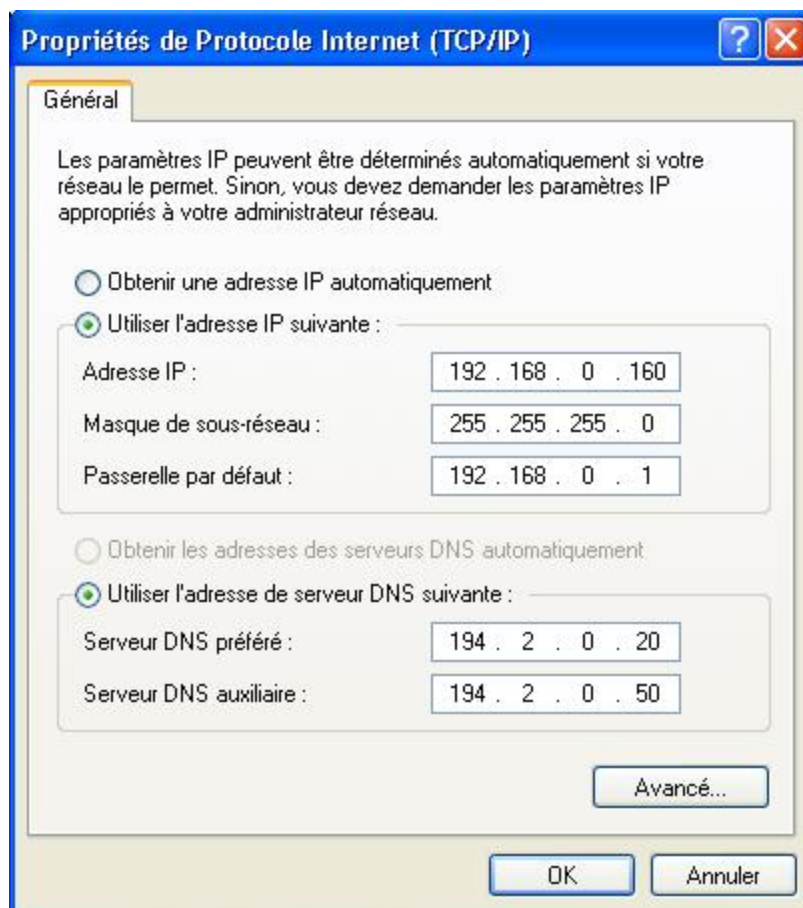 Propriétés de Protocole Internet (TCP/IP)
Général
Les paramètres IP peuvent être déterminés automatiquement si votre
réseau le permet. Sinon, vous devez demander les paramètres IP
appropriés à votre administrateur réseau.
Obtenir une adresse IP automatiquement
Utiliser l'adresse IP suivante :
Adresse IP : 192 . 168 . 0 . 160
Masque de sous-réseau : 255 . 255 . 255 . 0
Passerelle par défaut : 192 . 168 . 0 . 1
Obtenir les adresses des serveurs DNS automatiquement
Utiliser l'adresse de serveur DNS suivante :
Serveur DNS préféré : 194 . 2 . 0 . 20
Serveur DNS auxiliaire : 194 . 2 . 0 . 50
Avancé...
OK Annuler